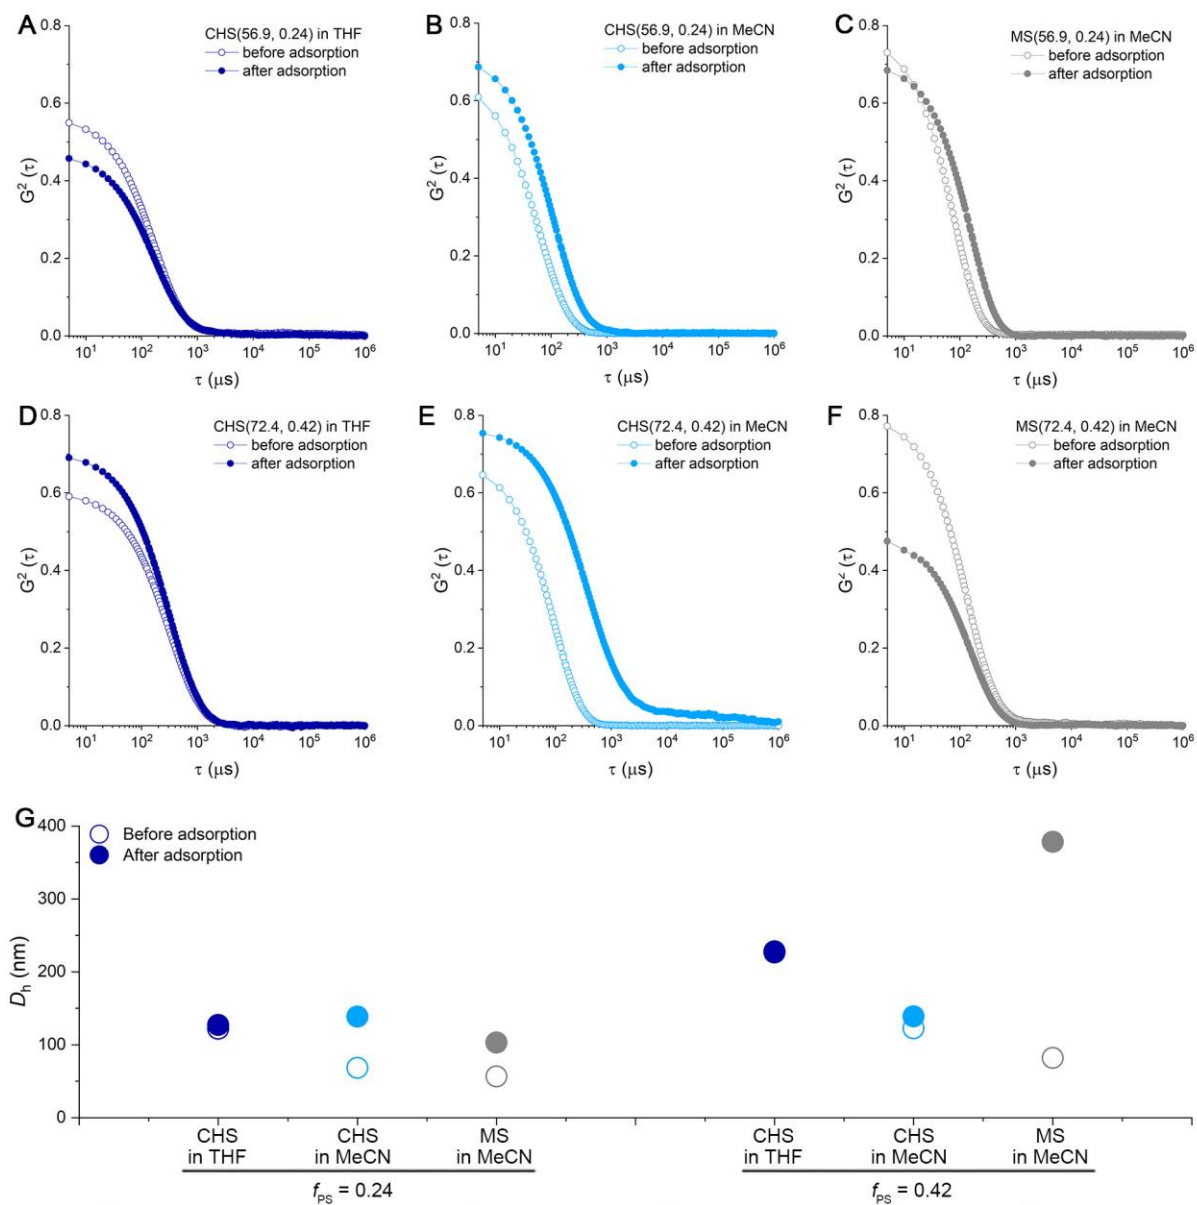 A
CHS(56.9, 0.24) in THF
before adsorption
after adsorption
G² (τ)
0.8
0.6
0.4
0.2
0.0
10¹ 10² 10³ 10⁴ 10⁵ 10⁶
τ (μs)
B
CHS(56.9, 0.24) in MeCN
before adsorption
after adsorption
G² (τ)
0.8
0.6
0.4
0.2
0.0
10¹ 10² 10³ 10⁴ 10⁵ 10⁶
τ (μs)
C
MS(56.9, 0.24) in MeCN
before adsorption
after adsorption
G² (τ)
0.8
0.6
0.4
0.2
0.0
10¹ 10² 10³ 10⁴ 10⁵ 10⁶
τ (μs)
D
CHS(72.4, 0.42) in THF
before adsorption
after adsorption
G² (τ)
0.8
0.6
0.4
0.2
0.0
10¹ 10² 10³ 10⁴ 10⁵ 10⁶
τ (μs)
E
CHS(72.4, 0.42) in MeCN
before adsorption
after adsorption
G² (τ)
0.8
0.6
0.4
0.2
0.0
10¹ 10² 10³ 10⁴ 10⁵ 10⁶
τ (μs)
F
MS(72.4, 0.42) in MeCN
before adsorption
after adsorption
G² (τ)
0.8
0.6
0.4
0.2
0.0
10¹ 10² 10³ 10⁴ 10⁵ 10⁶
τ (μs)
G
Before adsorption
After adsorption
Dₕ (nm)
400
300
200
100
0
CHS
in THF
CHS
in MeCN
MS
in MeCN
f_PS = 0.24
CHS
in THF
CHS
in MeCN
MS
in MeCN
f_PS = 0.42